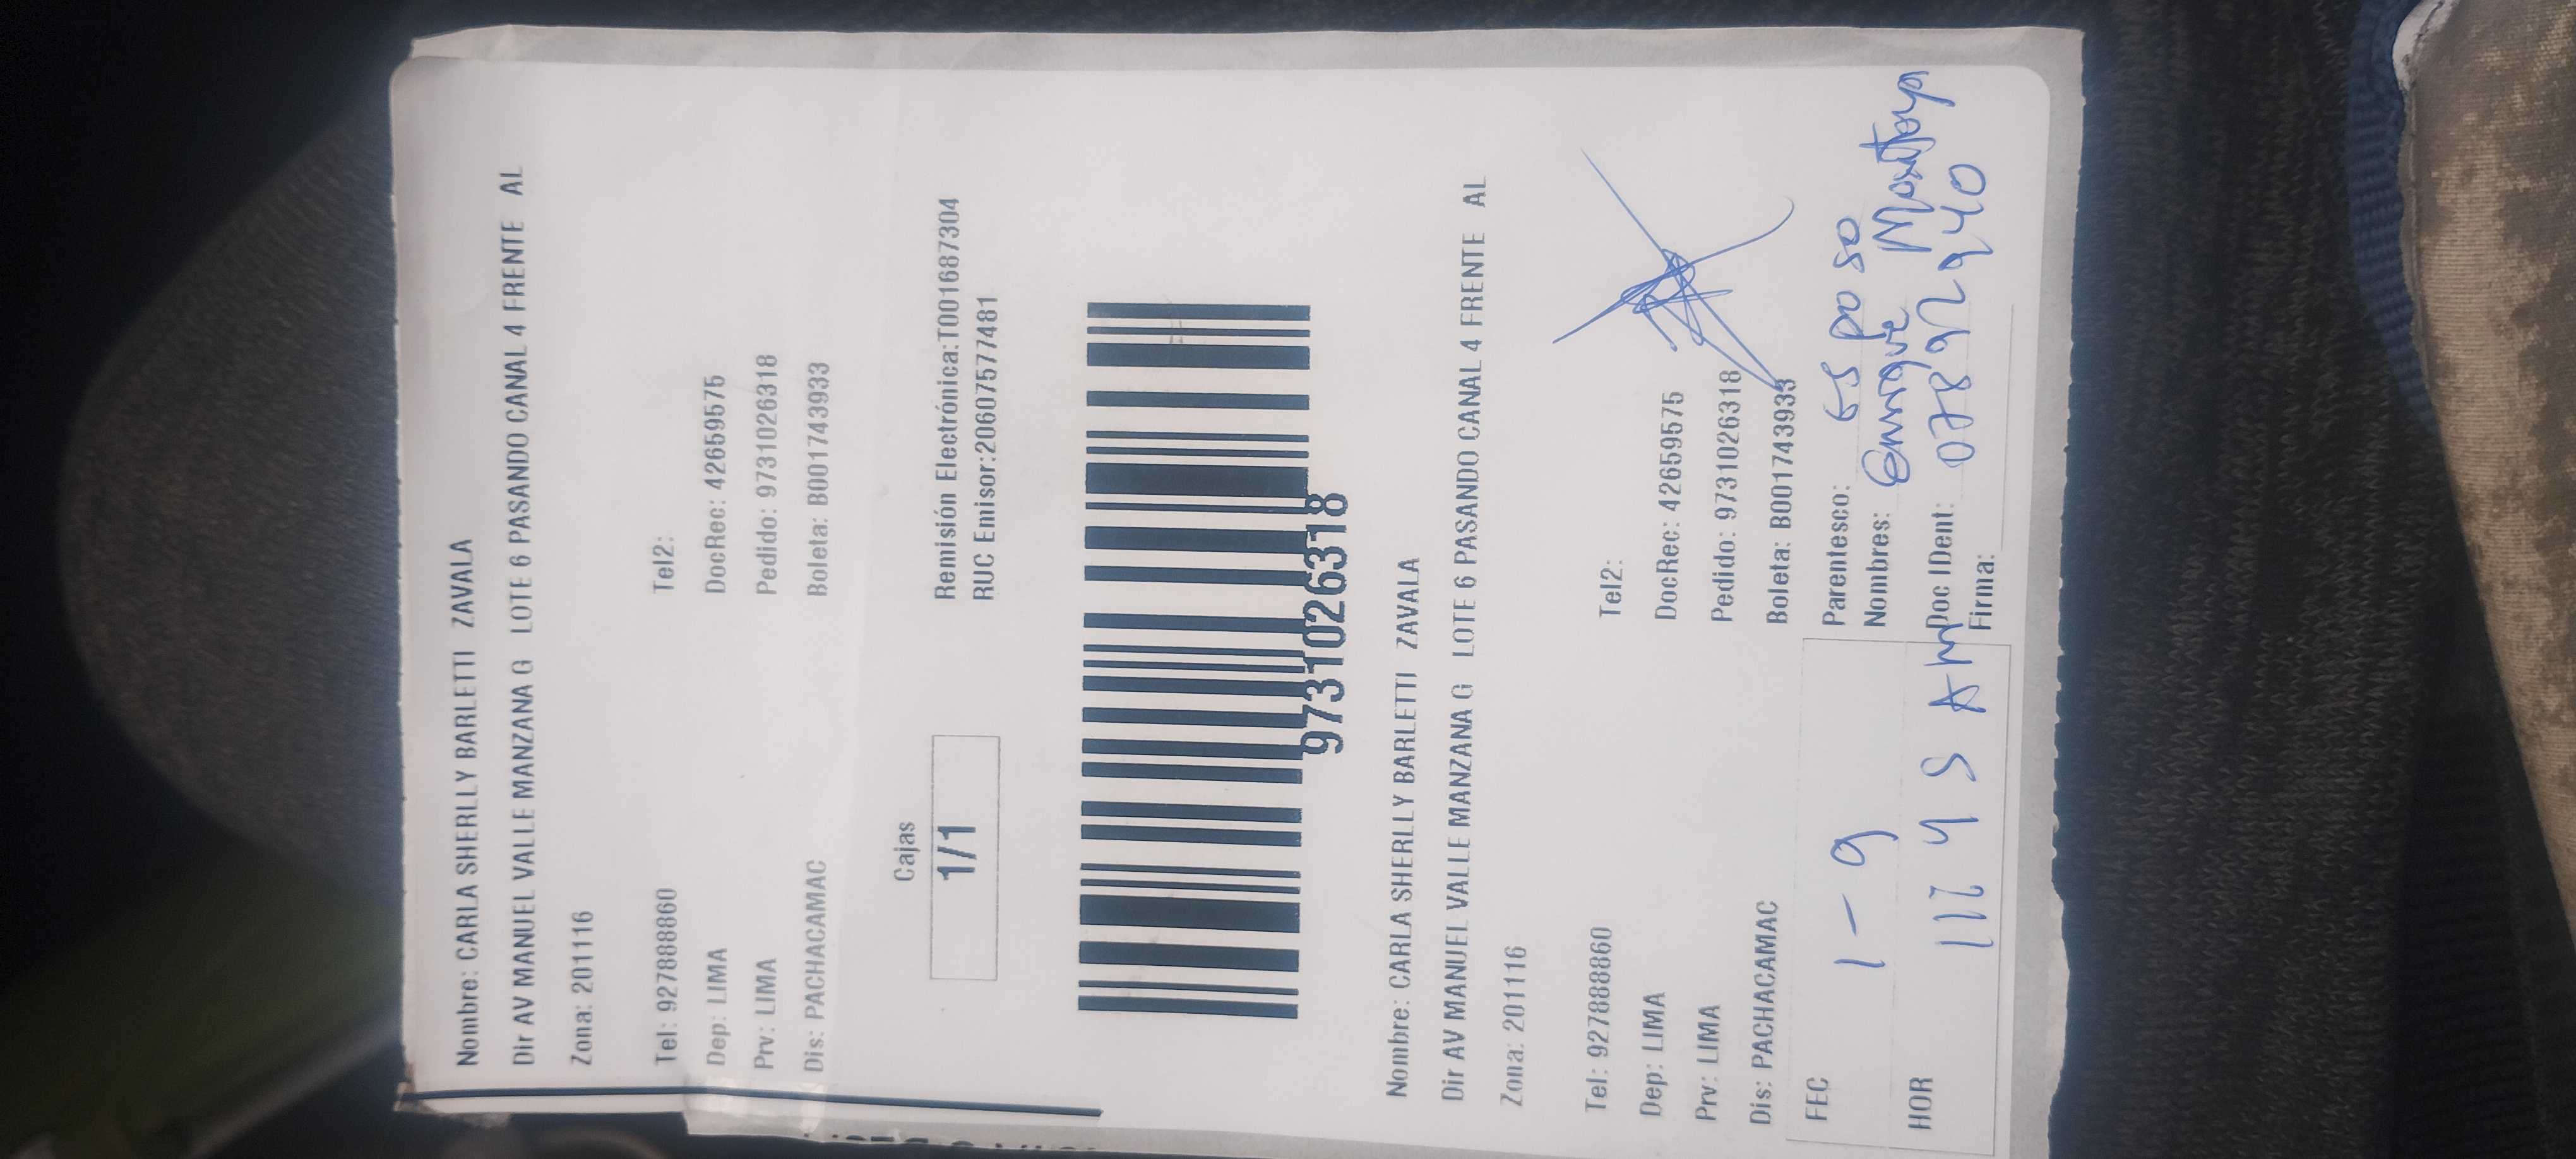 Nombre: CARLA SHERLLY BARLETTI ZAVALA
Dir AV MANUEL VALLE MANZANA G LOTE 6 PASANDO CANAL 4 FRENTE AL
Zona: 201116
Tel: 927888860 Tel2:
Dep: LIMA DocRec: 42659575
Prv: LIMA Pedido: 9731026318
Dis: PACHACAMAC Boleta: B001743933
Cajas
1/1
Remisión Electrónica:T001687304
RUC Emisor:20607577481
9731026318
Nombre: CARLA SHERLLY BARLETTI ZAVALA
Dir AV MANUEL VALLE MANZANA G LOTE 6 PASANDO CANAL 4 FRENTE AL
Zona: 201116
Tel: 927888860 Tel2:
Dep: LIMA DocRec: 42659575
Prv: LIMA Pedido: 9731026318
Dis: PACHACAMAC Boleta: B001743933
FEC 1-9 Parentesco: Esposo
Nombres: Enrique Montoya
HOR AM Doc IDent:
Firma: